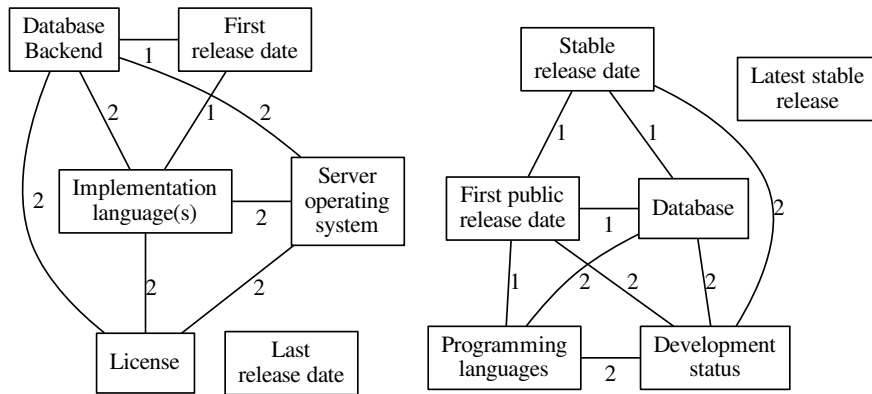 Database
Backend
1
First
release date
2
1
2
Implementation
language(s)
2
Server
operating
system
2
2
2
License
Last
release date
Stable
release date
Latest stable
release
1
1
First public
release date
1
Database
2
1
2
2
2
Programming
languages
2
Development
status